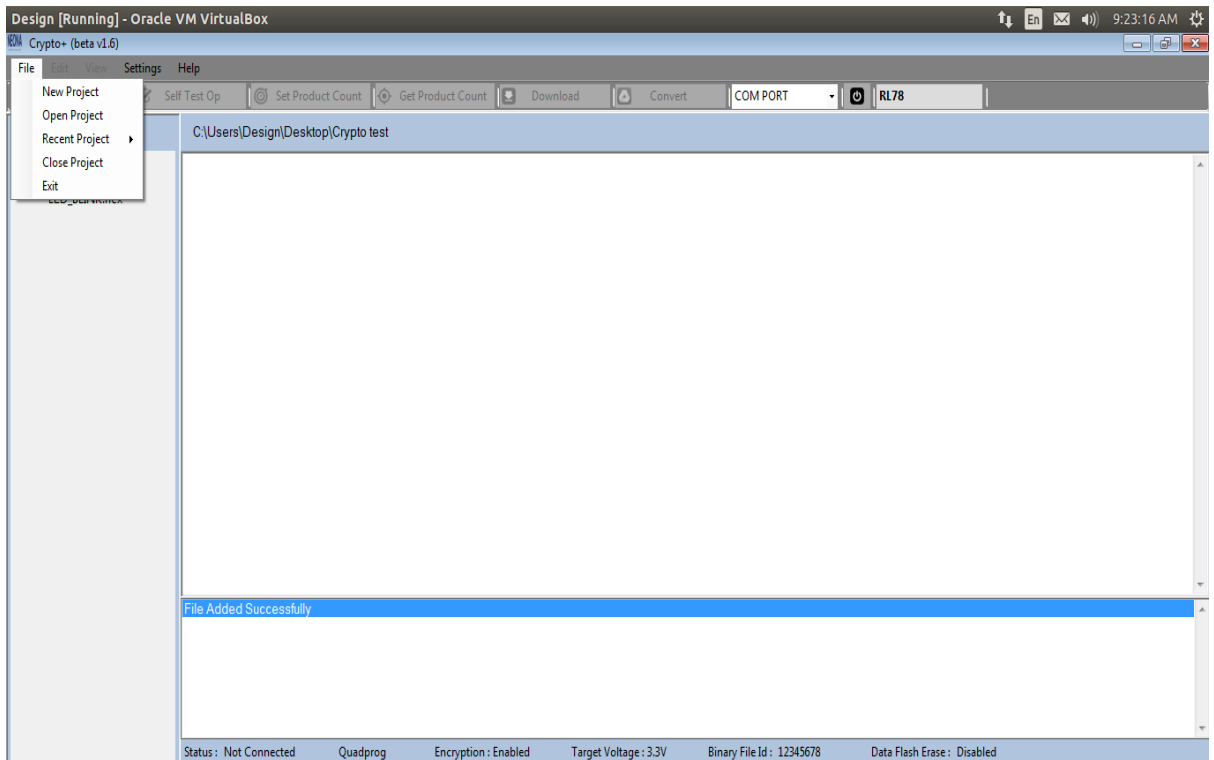 Design [Running] - Oracle VM VirtualBox En 9:23:16 AM
Crypto+ (beta v1.6)
File Edit View Settings Help
New Project
Open Project
Recent Project
Close Project
Exit
Self Test Op Set Product Count Get Product Count Download Convert COM PORT RL78
C:\Users\Design\Desktop\Crypto test
File Added Successfully
Status : Not Connected Quadprog Encryption : Enabled Target Voltage : 3.3V Binary File Id : 12345678 Data Flash Erase : Disabled